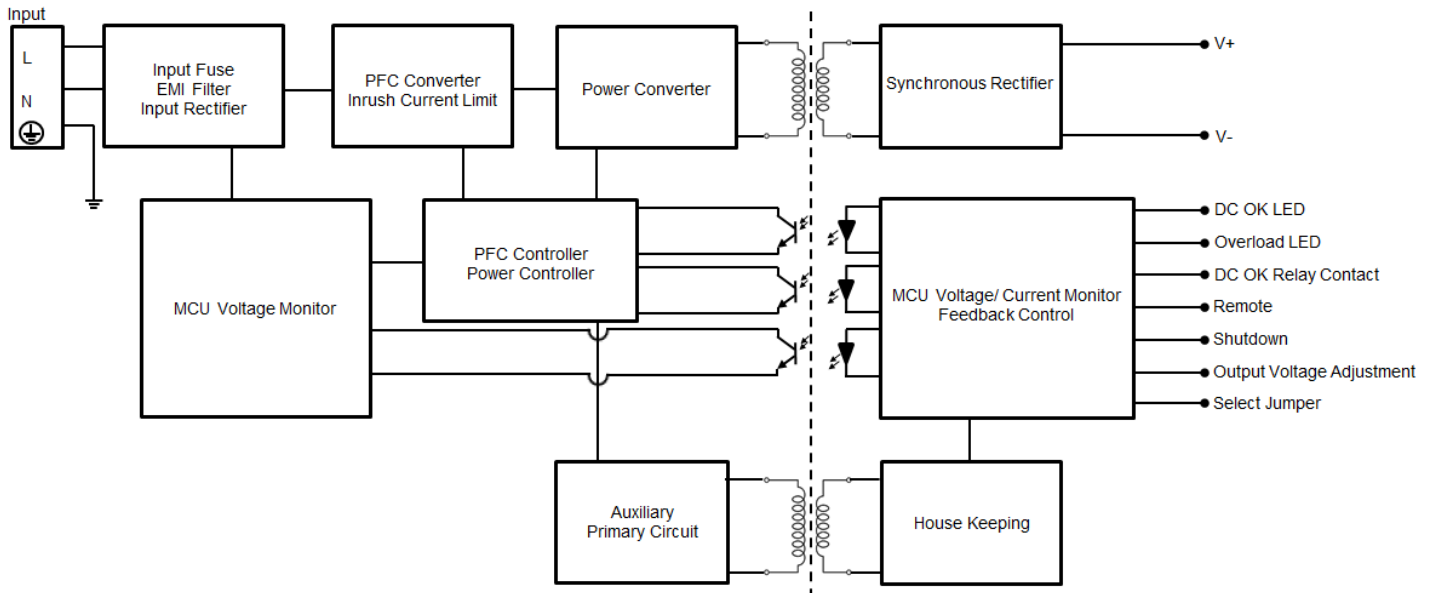 Input
L
N
Input Fuse
EMI Filter
Input Rectifier
PFC Converter
Inrush Current Limit
Power Converter
Synchronous Rectifier
V+
V-
MCU Voltage Monitor
PFC Controller
Power Controller
MCU Voltage/ Current Monitor
Feedback Control
DC OK LED
Overload LED
DC OK Relay Contact
Remote
Shutdown
Output Voltage Adjustment
Select Jumper
Auxiliary
Primary Circuit
House Keeping